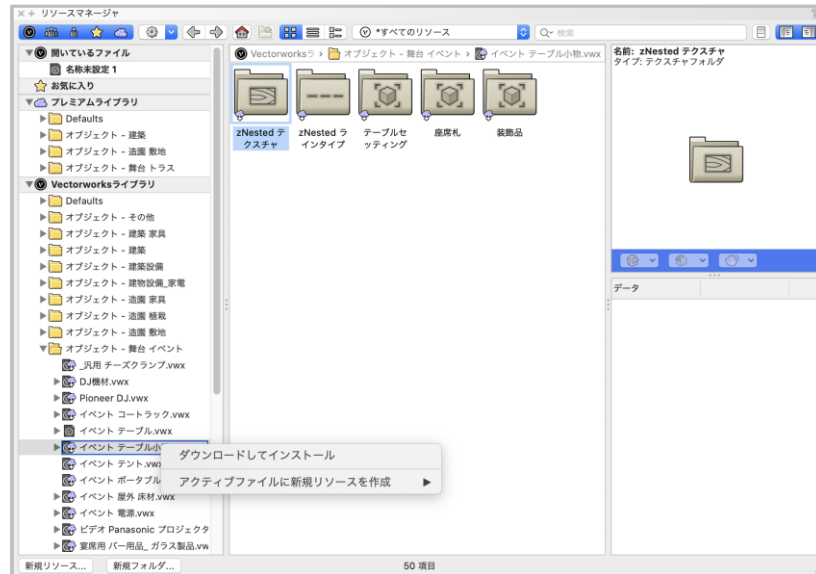 リソースマネージャ
*すべてのリソース
検索
Vectorworksラ › オブジェクト - 舞台 イベント › イベント テーブル小物.vwx
開いているファイル
名称未設定 1
お気に入り
プレミアムライブラリ
Defaults
オブジェクト - 建築
オブジェクト - 造園 敷地
オブジェクト - 舞台 トラス
Vectorworksライブラリ
Defaults
オブジェクト - その他
オブジェクト - 建築 家具
オブジェクト - 建築
オブジェクト - 建築設備
オブジェクト - 建物設備_家電
オブジェクト - 造園 家具
オブジェクト - 造園 植栽
オブジェクト - 造園 敷地
オブジェクト - 舞台 イベント
_汎用 チーズクランプ.vwx
DJ機材.vwx
Pioneer DJ.vwx
イベント コートラック.vwx
イベント テーブル.vwx
イベント テーブル小
イベント テント.vwx
イベント ポータブル
イベント 屋外 床材.vwx
イベント 電源.vwx
ビデオ Panasonic プロジェクタ
宴席用 バー用品_ ガラス製品.vw
新規リソース...
新規フォルダ...
zNested テ
クスチャ
zNested ラ
インタイプ
テーブルセ
ッティング
座席札
装飾品
ダウンロードしてインストール
アクティブファイルに新規リソースを作成
50 項目
名前: zNested テクスチャ
タイプ: テクスチャフォルダ
データ